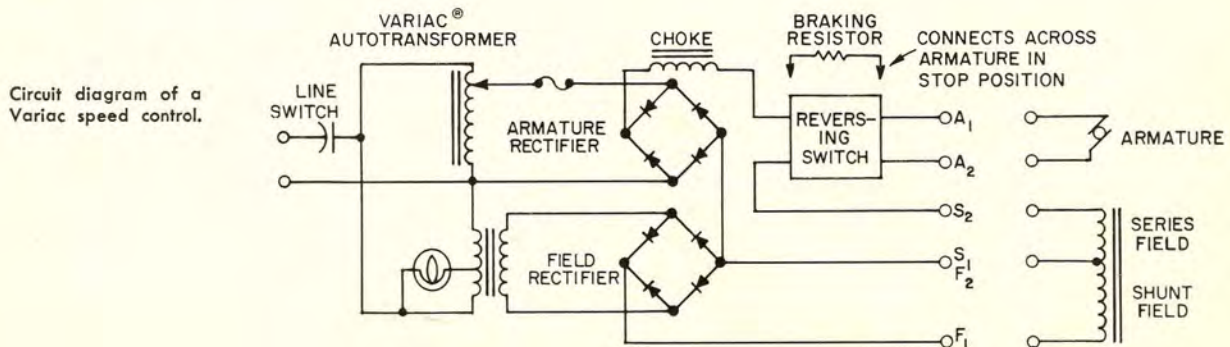 Circuit diagram of a
Variac speed control.
VARIAC ®
AUTOTRANSFORMER
LINE
SWITCH
ARMATURE
RECTIFIER
FIELD
RECTIFIER
CHOKE
BRAKING
RESISTOR
CONNECTS ACROSS
ARMATURE IN
STOP POSITION
REVERS-
ING
SWITCH
A1
A2
S2
S1
F2
F1
ARMATURE
SERIES
FIELD
SHUNT
FIELD